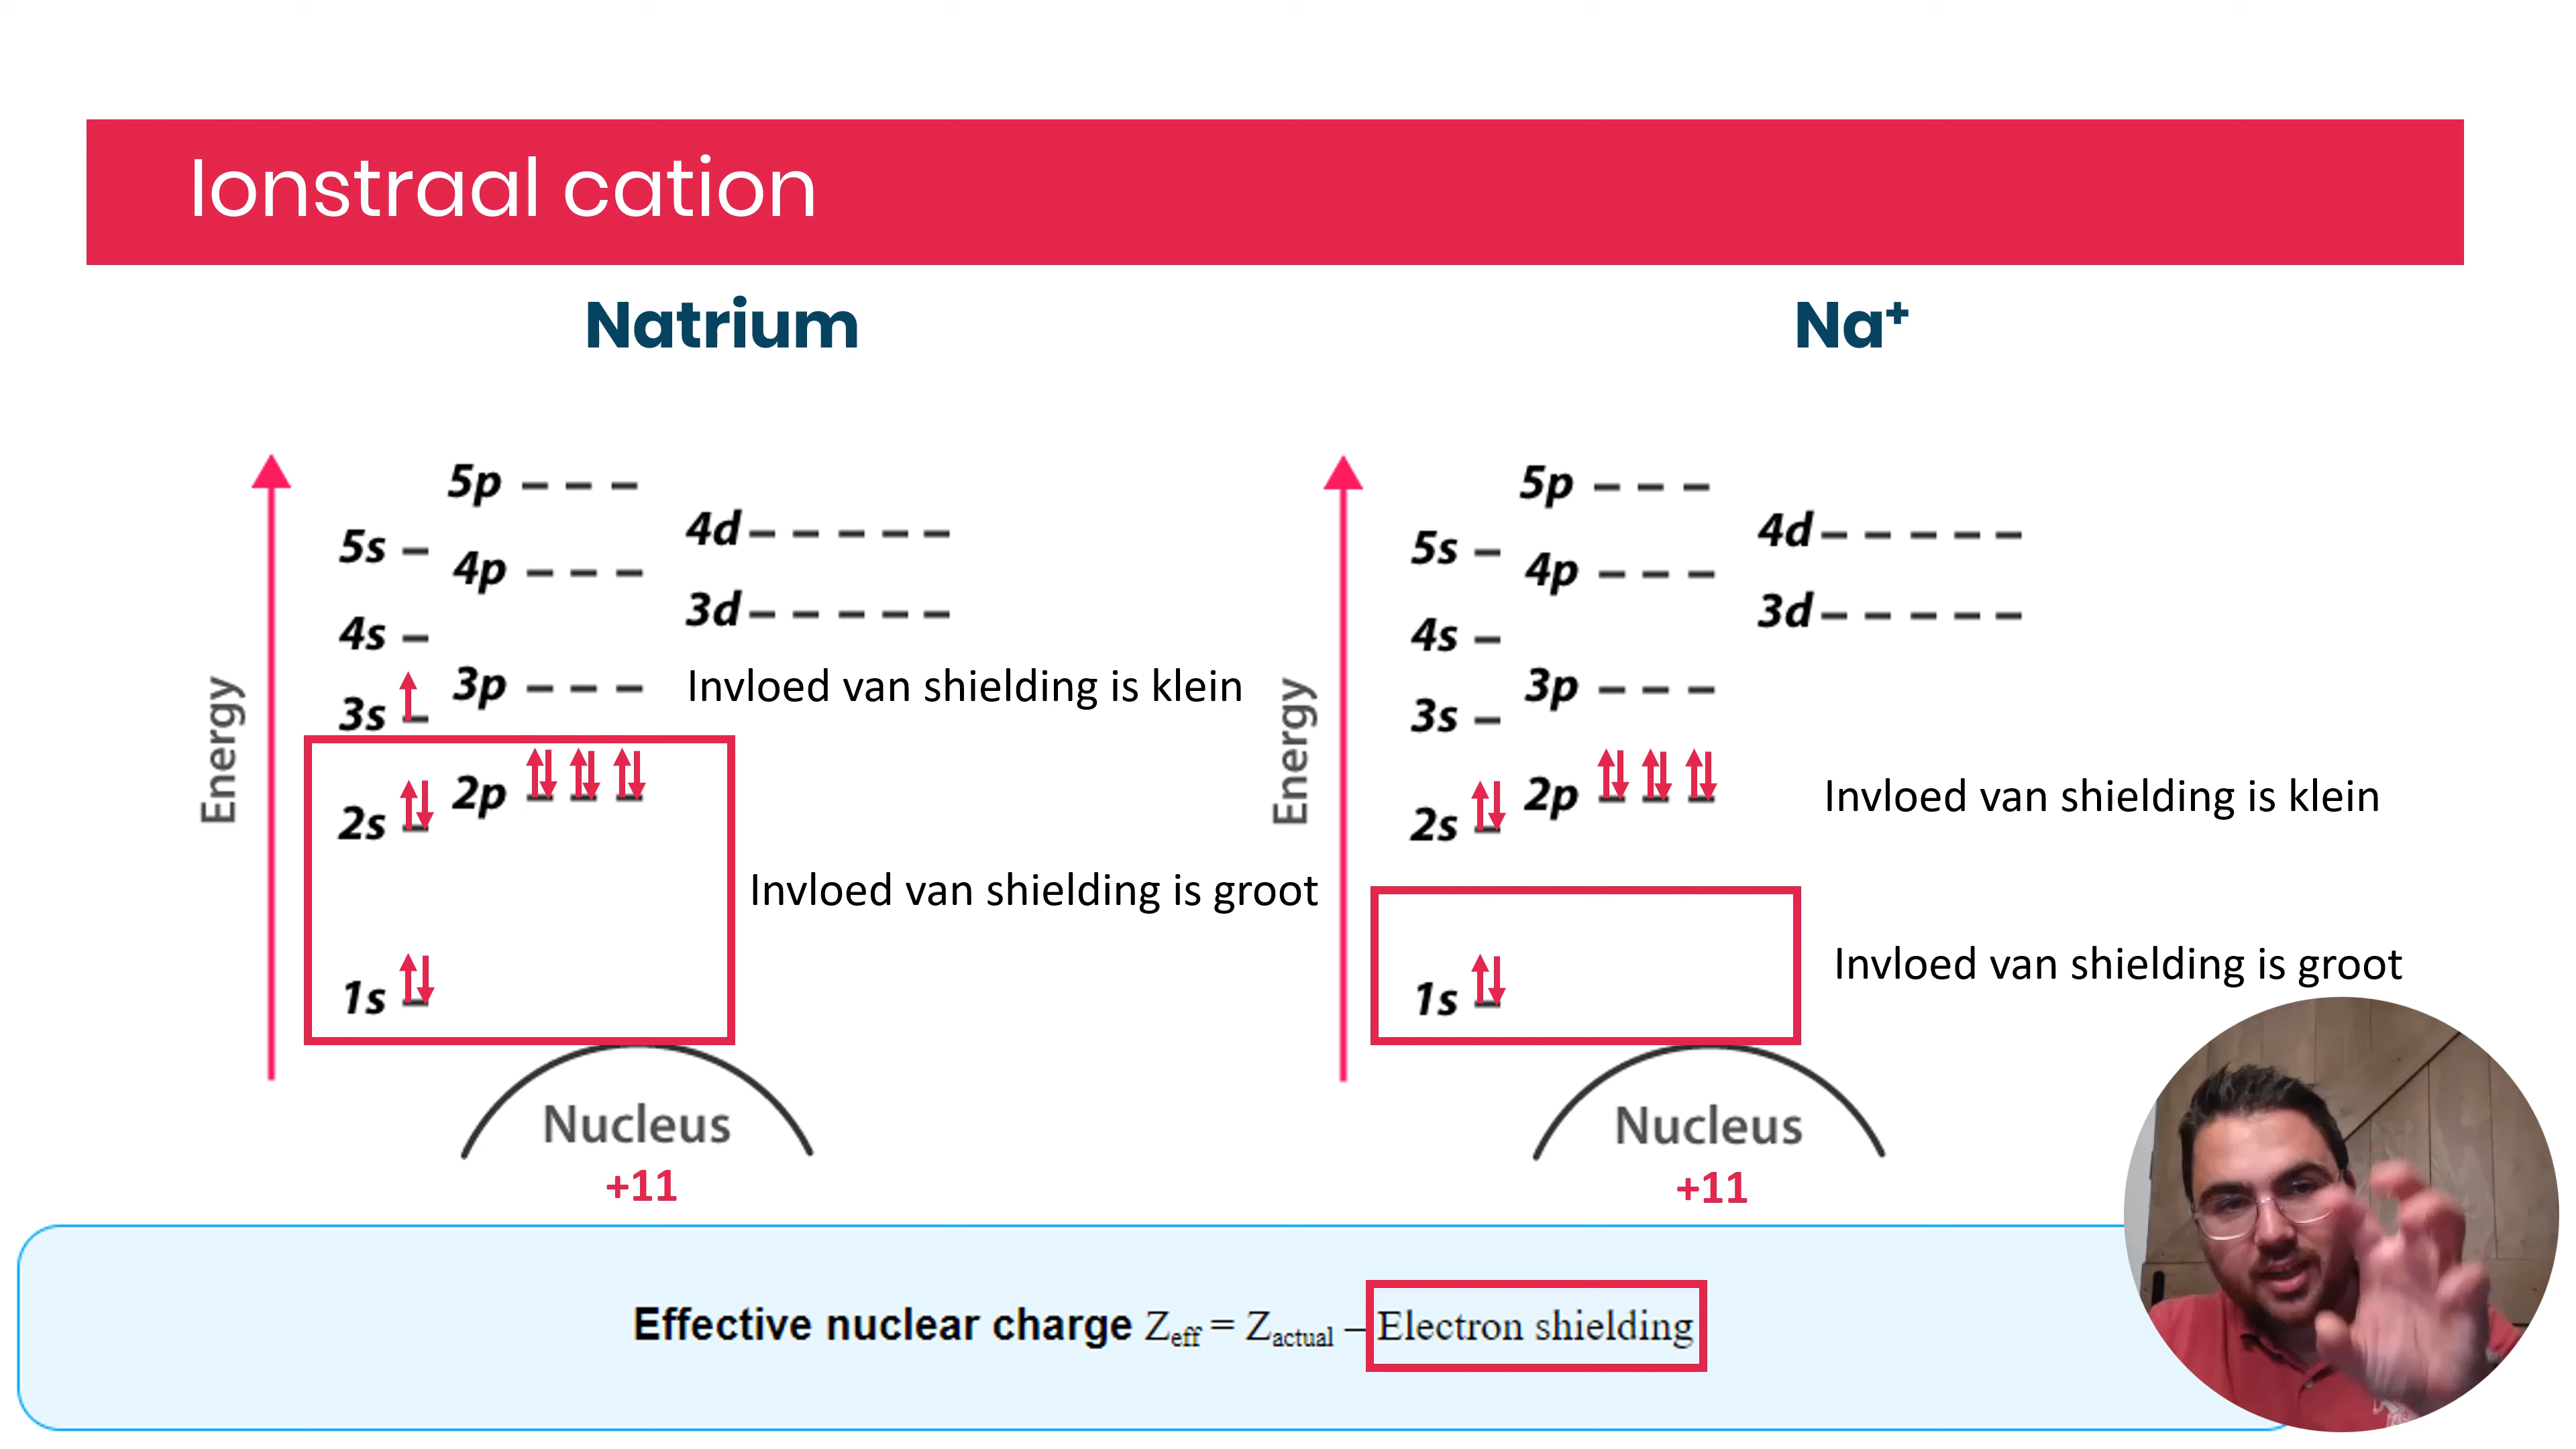 Ionstraal cation
Natrium
Energy
5p
5s
4d
4p
3d
4s
3p
Invloed van shielding is klein
3s
2p
2s
Invloed van shielding is groot
1s
Nucleus
+11
Na⁺
Energy
5p
5s
4d
4p
3d
4s
3p
3s
2p
Invloed van shielding is klein
2s
Invloed van shielding is groot
1s
Nucleus
+11
Effective nuclear charge Z_eff = Z_actual – Electron shielding